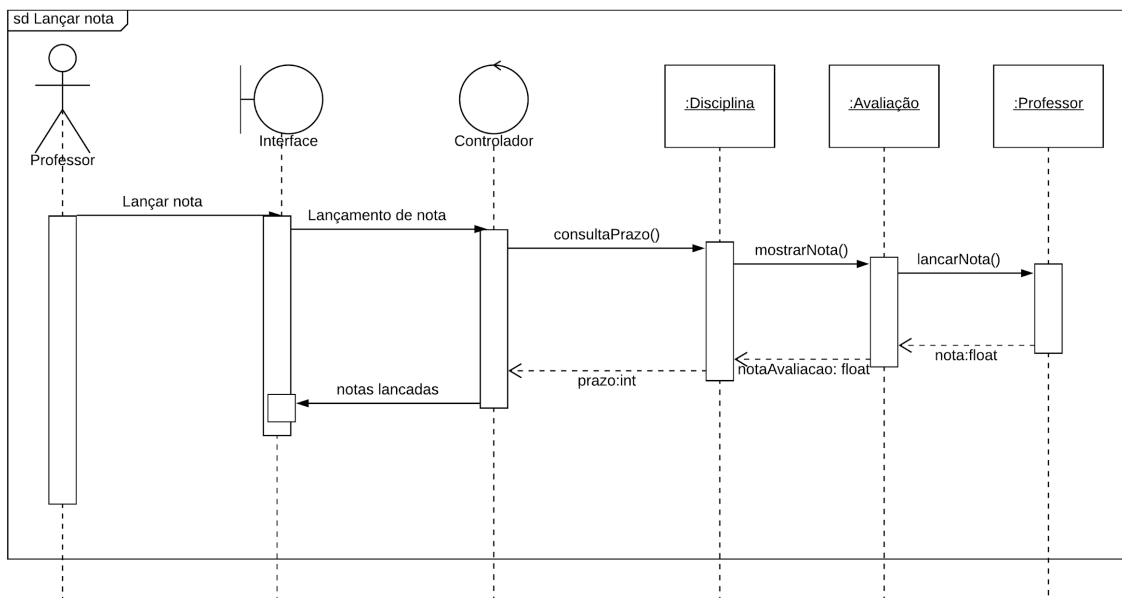 sd Lançar nota
Professor
Interface
Controlador
:Disciplina
:Avaliação
:Professor
Lançar nota
Lançamento de nota
consultaPrazo()
mostrarNota()
lancarNota()
nota:float
notaAvaliacao: float
prazo:int
notas lancadas